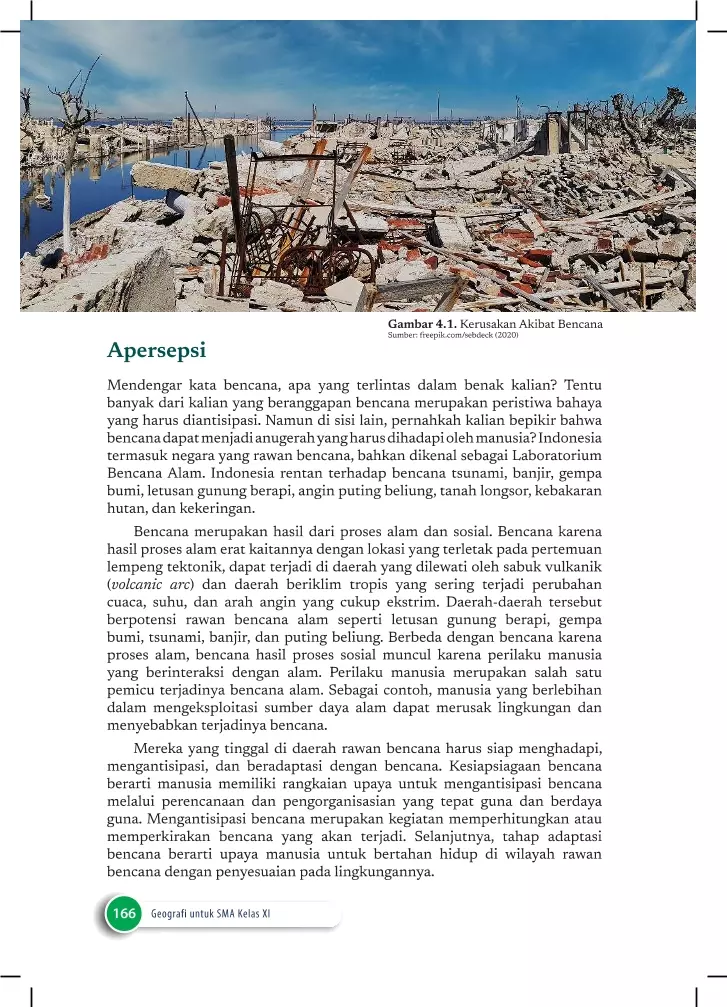 Gambar 4.1. Kerusakan Akibat Bencana
Sumber: freepik.com/sebdeck (2020)
Apersepsi
Mendengar kata bencana, apa yang terlintas dalam benak kalian? Tentu
banyak dari kalian yang beranggapan bencana merupakan peristiwa bahaya
yang harus diantisipasi. Namun di sisi lain, pernahkah kalian bepikir bahwa
bencana dapat menjadi anugerah yang harus dihadapi oleh manusia? Indonesia
termasuk negara yang rawan bencana, bahkan dikenal sebagai Laboratorium
Bencana Alam. Indonesia rentan terhadap bencana tsunami, banjir, gempa
bumi, letusan gunung berapi, angin puting beliung, tanah longsor, kebakaran
hutan, dan kekeringan.
Bencana merupakan hasil dari proses alam dan sosial. Bencana karena
hasil proses alam erat kaitannya dengan lokasi yang terletak pada pertemuan
lempeng tektonik, dapat terjadi di daerah yang dilewati oleh sabuk vulkanik
(volcanic arc) dan daerah beriklim tropis yang sering terjadi perubahan
cuaca, suhu, dan arah angin yang cukup ekstrim. Daerah-daerah tersebut
berpotensi rawan bencana alam seperti letusan gunung berapi, gempa
bumi, tsunami, banjir, dan puting beliung. Berbeda dengan bencana karena
proses alam, bencana hasil proses sosial muncul karena perilaku manusia
yang berinteraksi dengan alam. Perilaku manusia merupakan salah satu
pemicu terjadinya bencana alam. Sebagai contoh, manusia yang berlebihan
dalam mengeksploitasi sumber daya alam dapat merusak lingkungan dan
menyebabkan terjadinya bencana.
Mereka yang tinggal di daerah rawan bencana harus siap menghadapi,
mengantisipasi, dan beradaptasi dengan bencana. Kesiapsiagaan bencana
berarti manusia memiliki rangkaian upaya untuk mengantisipasi bencana
melalui perencanaan dan pengorganisasian yang tepat guna dan berdaya
guna. Mengantisipasi bencana merupakan kegiatan memperhitungkan atau
memperkirakan bencana yang akan terjadi. Selanjutnya, tahap adaptasi
bencana berarti upaya manusia untuk bertahan hidup di wilayah rawan
bencana dengan penyesuaian pada lingkungannya.
166 Geografi untuk SMA Kelas XI